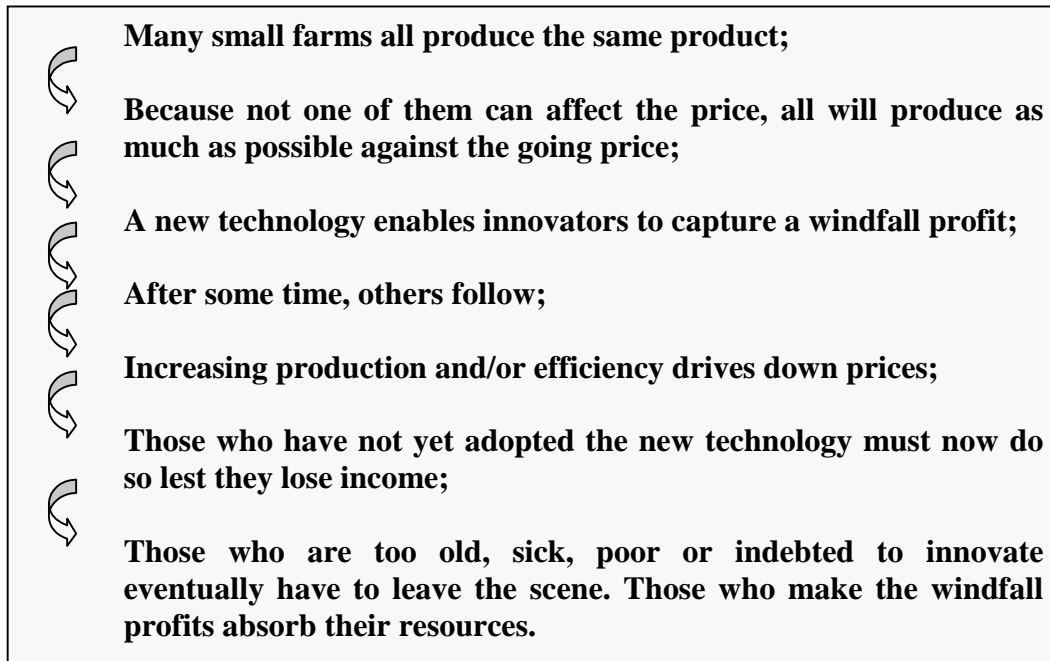 Many small farms all produce the same product;
Because not one of them can affect the price, all will produce as
much as possible against the going price;
A new technology enables innovators to capture a windfall profit;
After some time, others follow;
Increasing production and/or efficiency drives down prices;
Those who have not yet adopted the new technology must now do
so lest they lose income;
Those who are too old, sick, poor or indebted to innovate
eventually have to leave the scene. Those who make the windfall
profits absorb their resources.